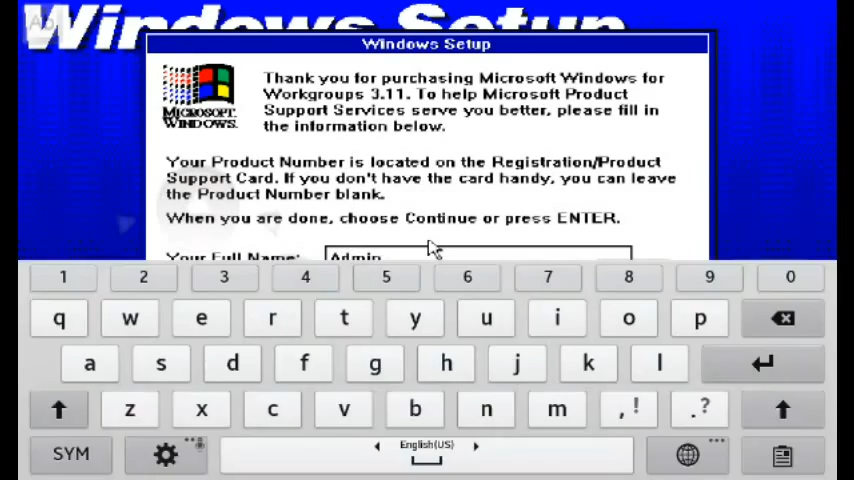 Windows Setup
Windows Setup
Thank you for purchasing Microsoft Windows for
Workgroups 3.11. To help Microsoft Product
Support Services serve you better, please fill in
the information below.
MICROSOFT
WINDOWS
Your Product Number is located on the Registration/Product
Support Card. If you don't have the card handy, you can leave
the Product Number blank.
When you are done, choose Continue or press ENTER.
Your Full Name: Admin
1 2 3 4 5 6 7 8 9 0
q w e r t y u i o p
a s d f g h j k l
z x c v b n m ,! .?
SYM English(US)